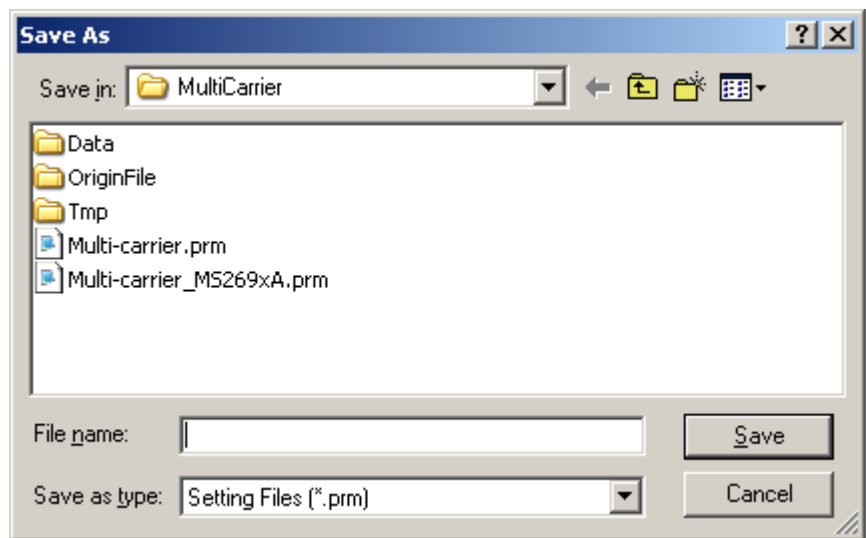 Save As
Save in: MultiCarrier
Data
OriginFile
Tmp
Multi-carrier.prm
Multi-carrier_MS269xA.prm
File name: Save
Save as type: Setting Files (*.prm) Cancel